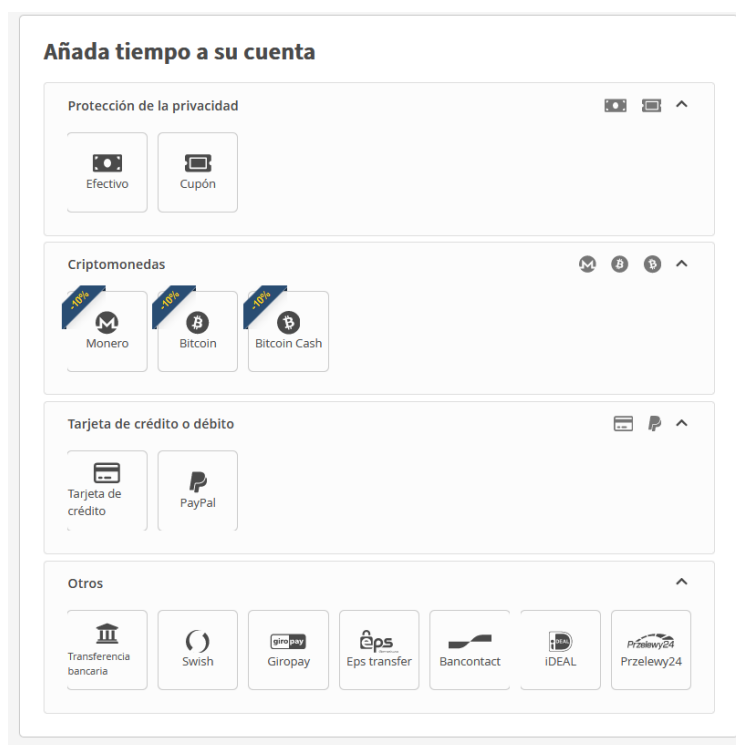 Añada tiempo a su cuenta
Protección de la privacidad
Efectivo
Cupón
Criptomonedas
-10%
-10%
-10%
Monero
Bitcoin
Bitcoin Cash
Tarjeta de crédito o débito
Tarjeta de
crédito
PayPal
Otros
giropay
eps
iDEAL
Przelewy24
Transferencia
bancaria
Swish
Giropay
Eps transfer
Bancontact
iDEAL
Przelewy24